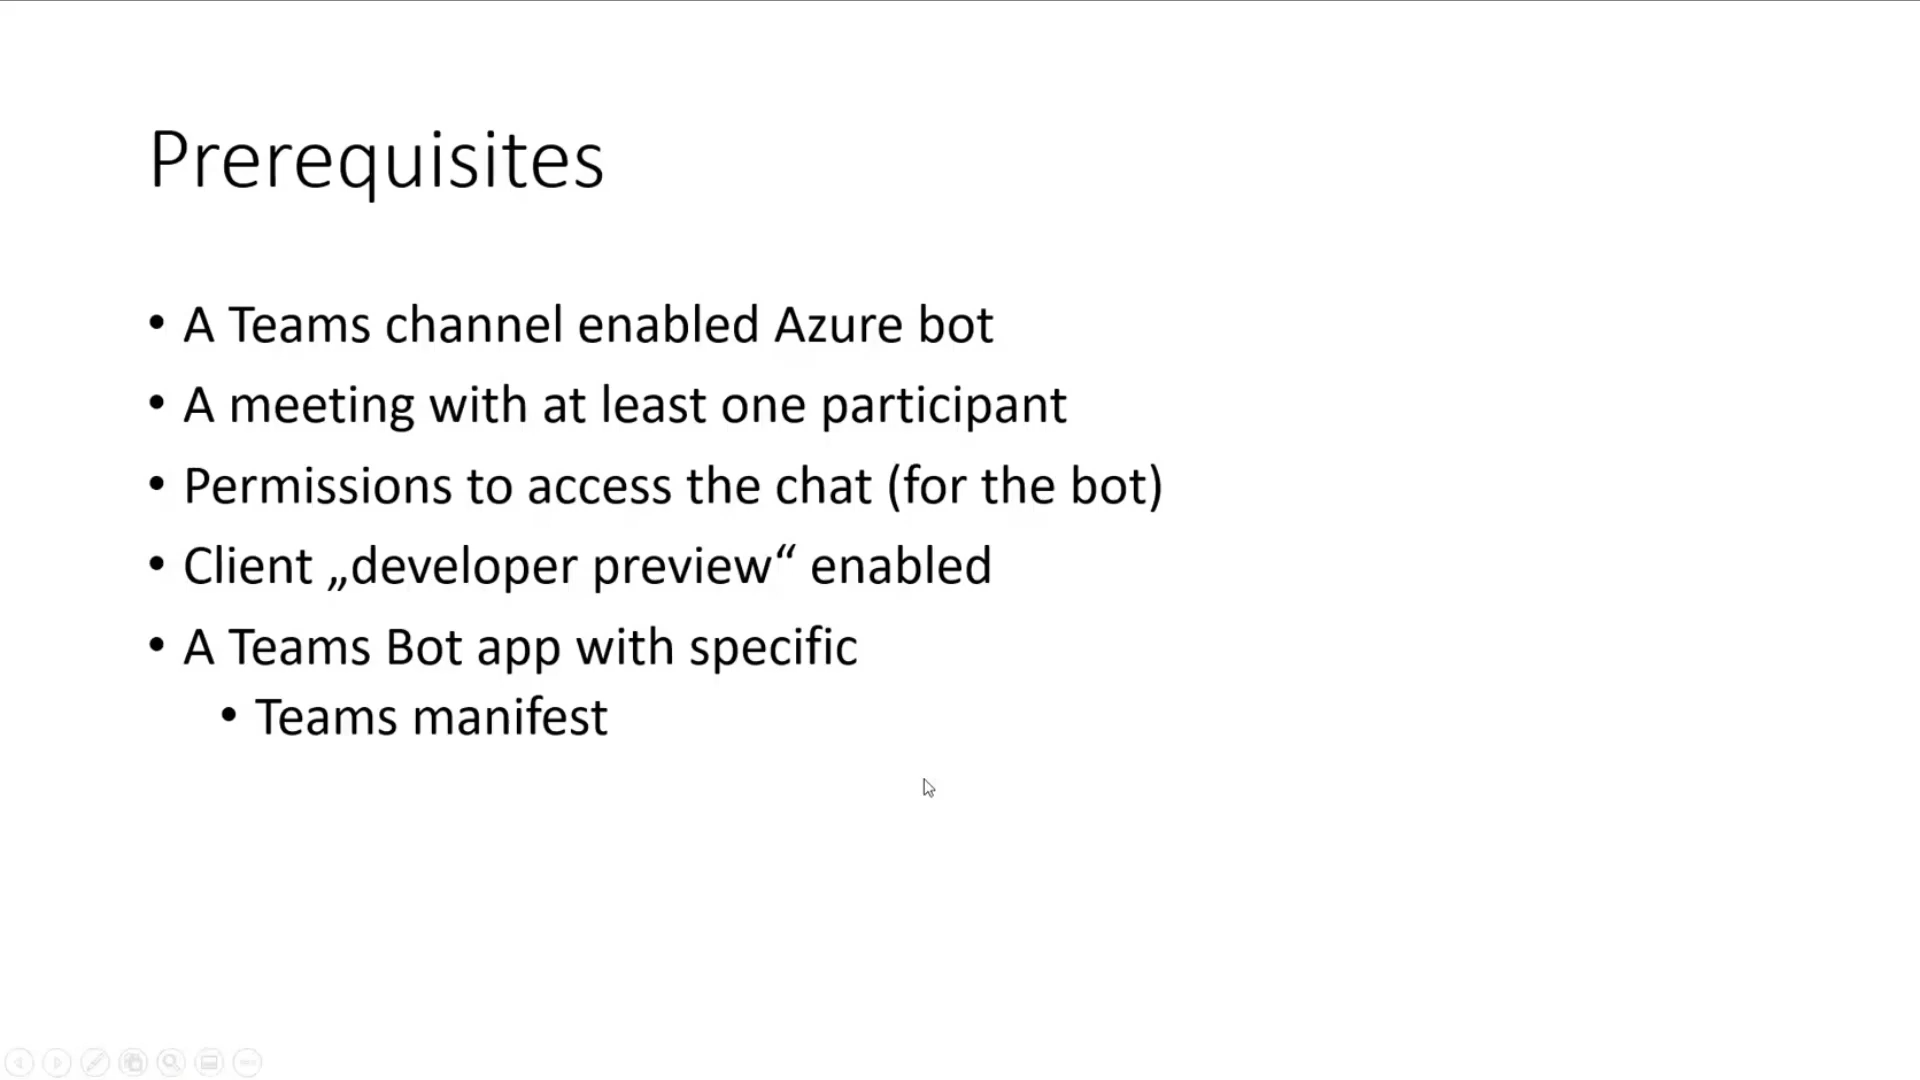 Prerequisites
• A Teams channel enabled Azure bot
• A meeting with at least one participant
• Permissions to access the chat (for the bot)
• Client „developer preview“ enabled
• A Teams Bot app with specific
• Teams manifest